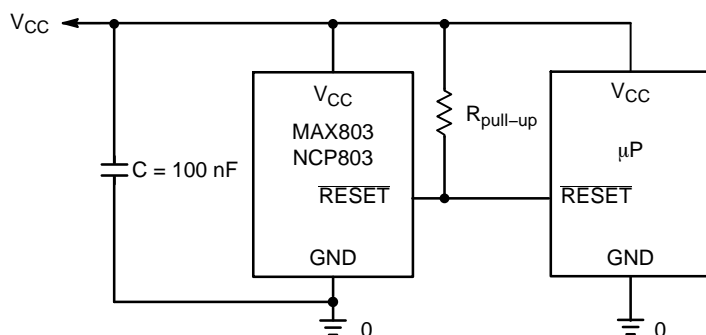 VCC
VCC
MAX803
NCP803
RESET
GND
C = 100 nF
Rpull–up
VCC
μP
RESET
GND
0
0